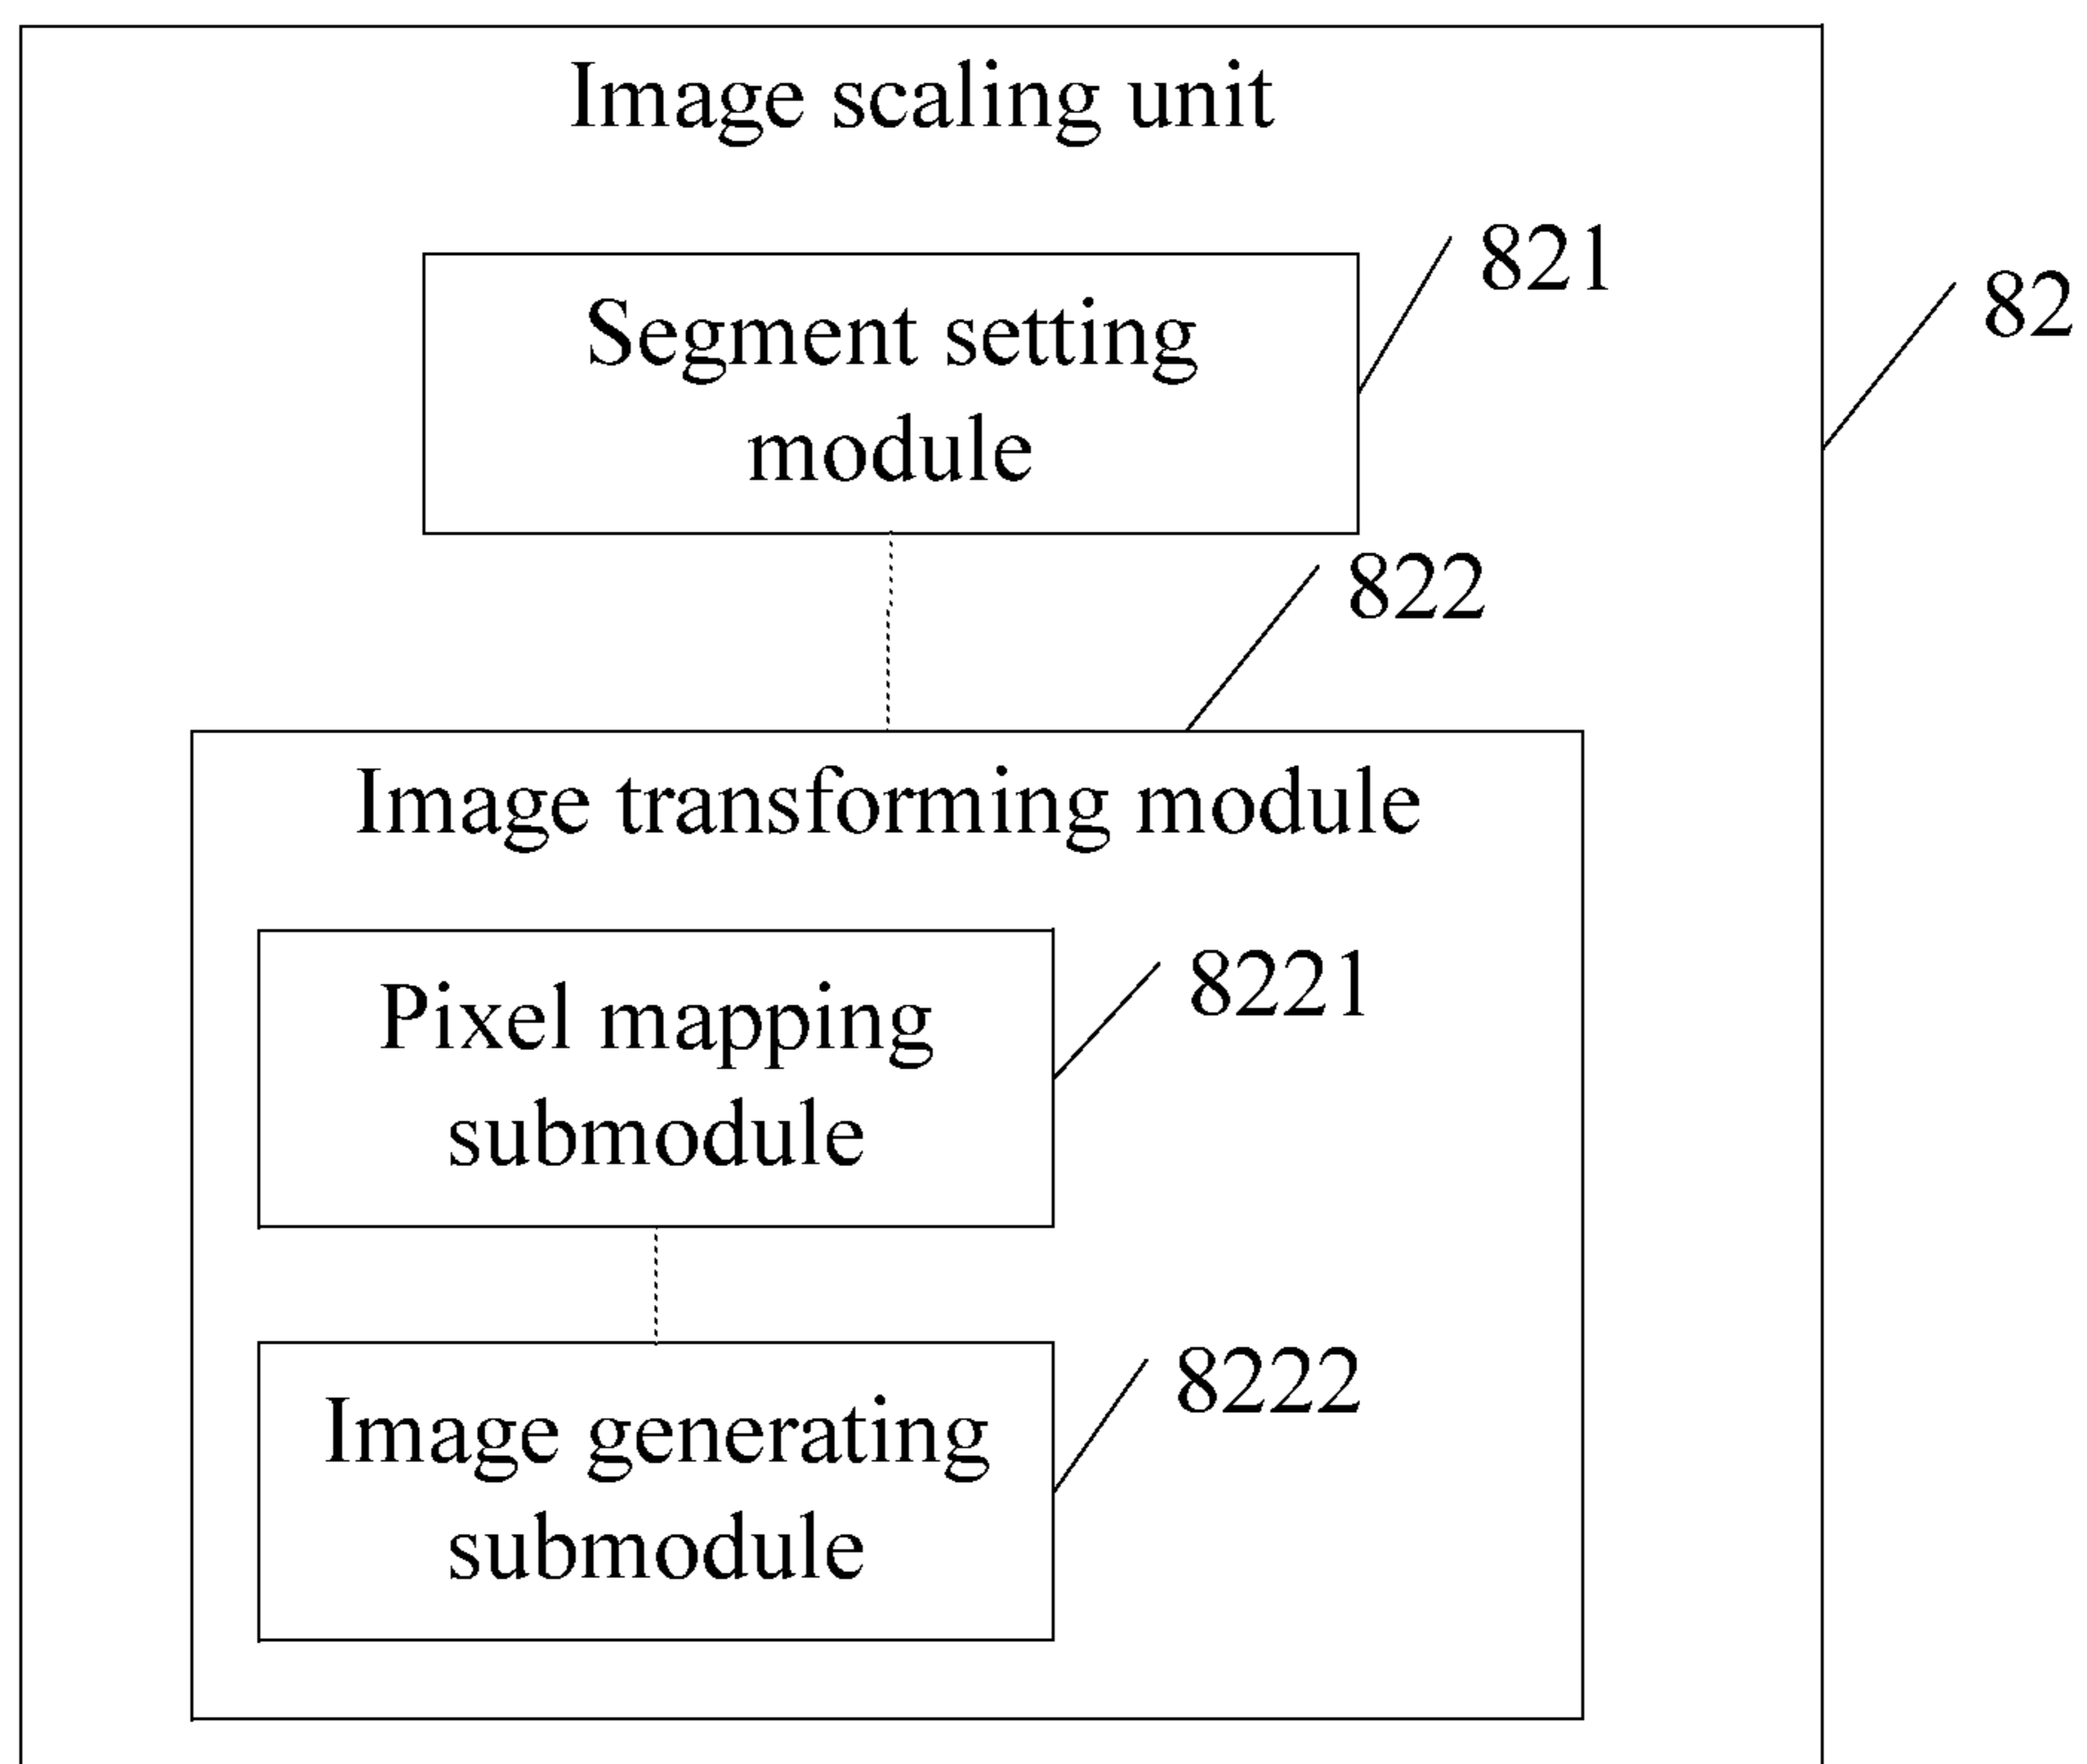 Image scaling unit
821
82
Segment setting
module
822
Image transforming module
8221
Pixel mapping
submodule
8222
Image generating
submodule